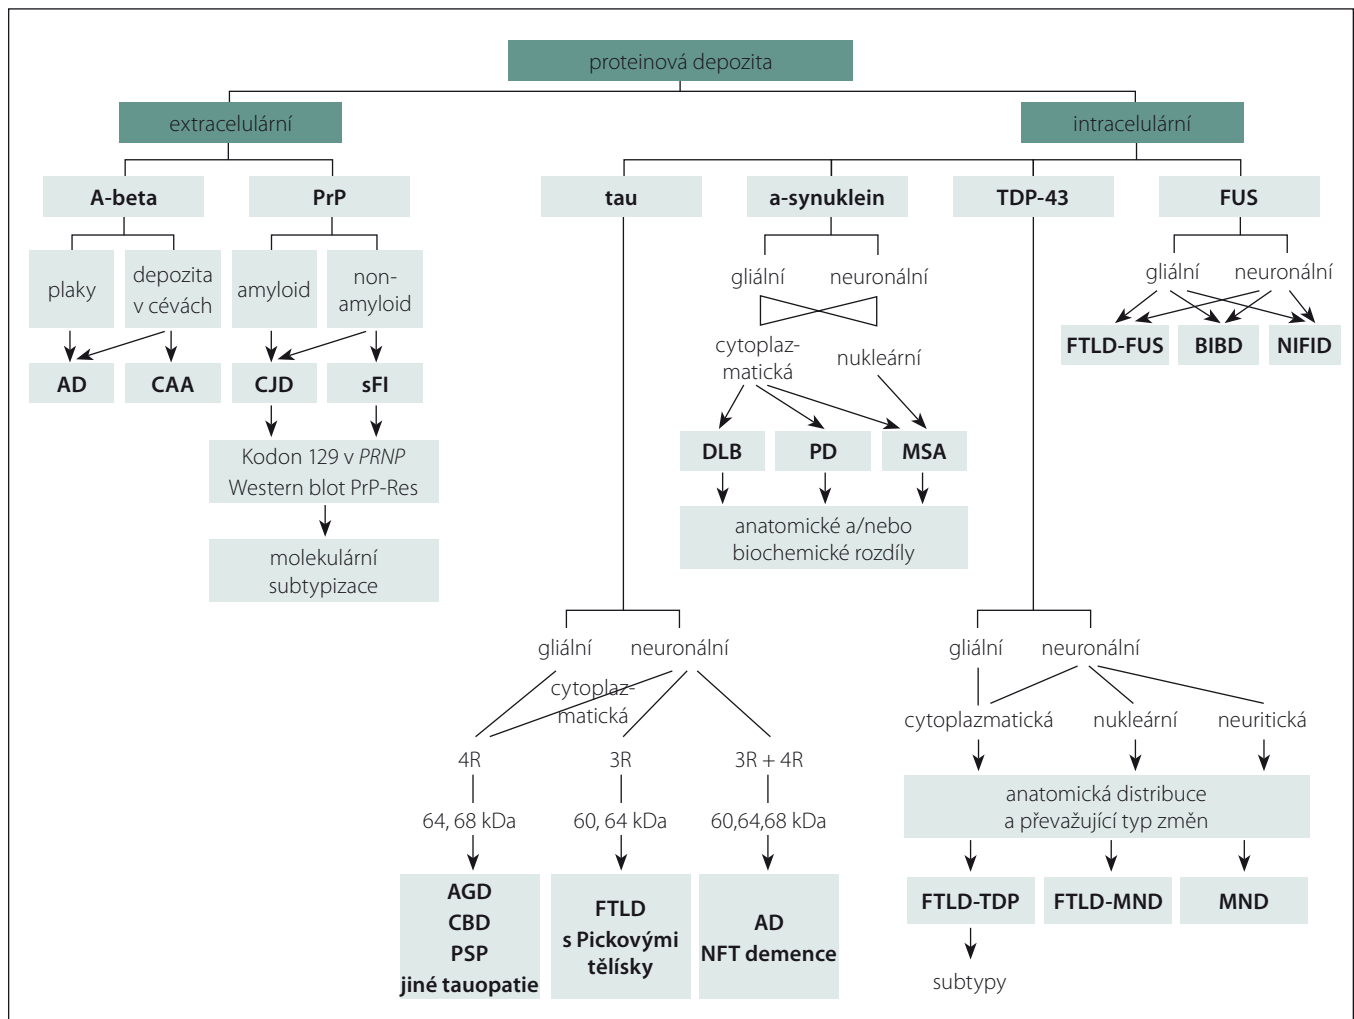 proteinová depozita
extracelulární
intracelulární
A-beta
PrP
tau
a-synuklein
TDP-43
FUS
plaky
depozita
v cévách
amyloid
non-
amyloid
gliální
neuronální
gliální
neuronální
AD
CAA
CJD
sFI
cytoplaz-
matická
nukleární
FTLD-FUS
BIBD
NIFID
Kodon 129 v PRNP
Western blot PrP-Res
DLB
PD
MSA
molekulární
subtypizace
anatomické a/nebo
biochemické rozdíly
gliální
neuronální
gliální
neuronální
cytoplaz-
matická
cytoplazmatická
nukleární
neuritická
4R
3R
3R + 4R
64, 68 kDa
60, 64 kDa
60,64,68 kDa
anatomická distribuce
a převažující typ změn
AGD
CBD
PSP
jiné tauopatie
FTLD
s Pickovými
tělísky
AD
NFT demence
FTLD-TDP
FTLD-MND
MND
subtypy